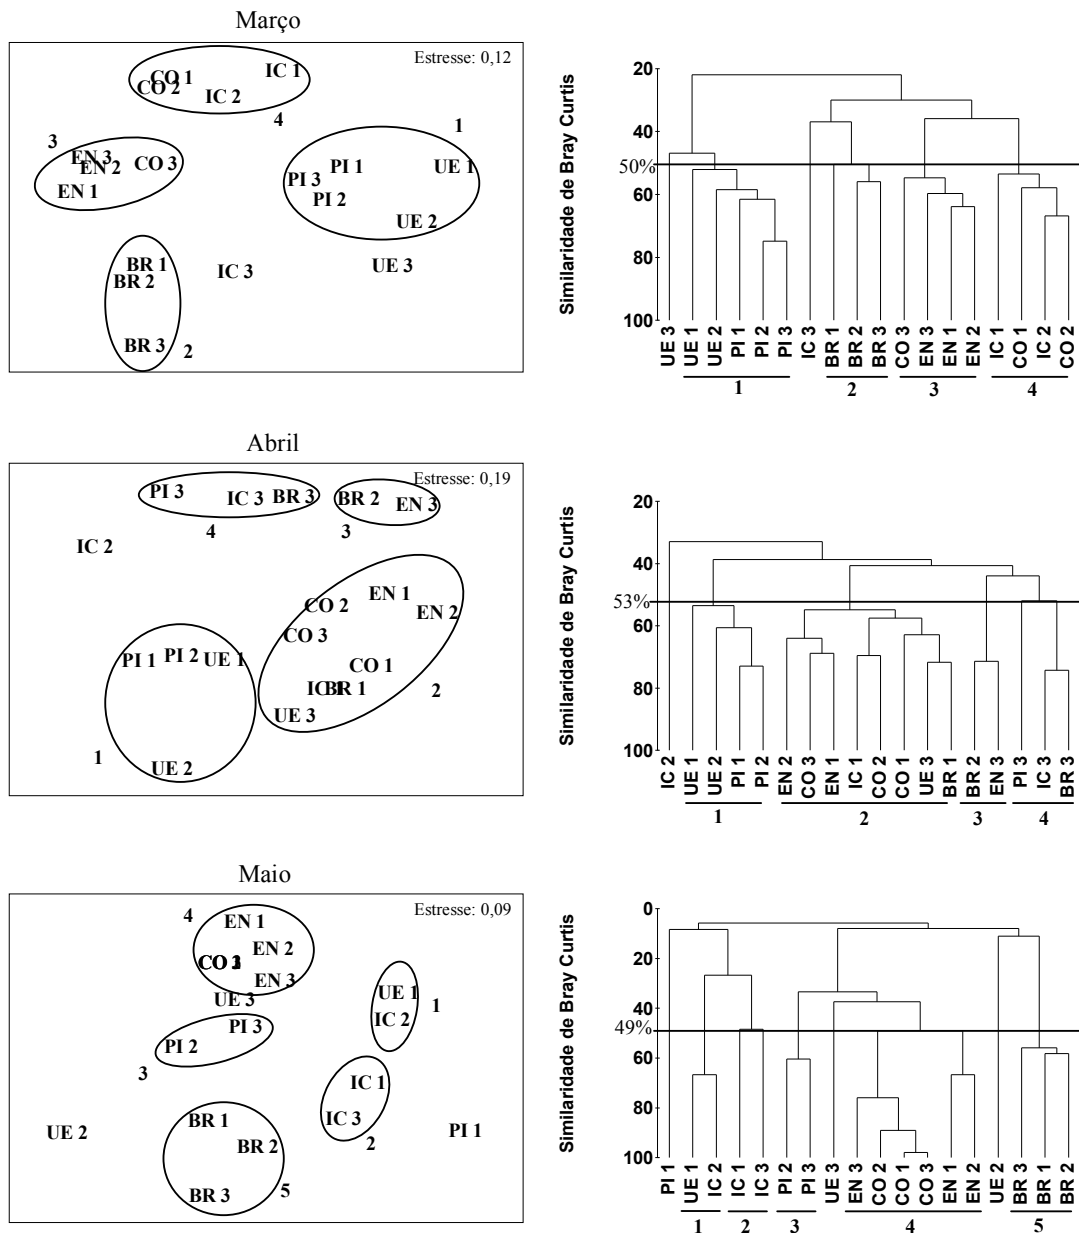 Março
Estresse: 0,12
CO 1
CO 2
IC 1
IC 2
4
3
EN 3
EN 2
CO 3
EN 1
1
PI 1
UE 1
PI 3
PI 2
UE 2
BR 1
BR 2
IC 3
UE 3
BR 3
2
Similaridade de Bray Curtis
20
40
50%
60
80
100
UE 3
UE 1
UE 2
PI 1
PI 2
PI 3
IC 3
BR 1
BR 2
BR 3
CO 3
EN 3
EN 1
EN 2
IC 1
CO 1
IC 2
CO 2
1
2
3
4
Abril
Estresse: 0,19
PI 3
IC 3
BR 3
BR 2
EN 3
4
3
IC 2
EN 1
CO 2
EN 2
CO 3
PI 1
PI 2
UE 1
CO 1
IC 1
BR 1
2
UE 3
1
UE 2
Similaridade de Bray Curtis
20
40
53%
60
80
100
IC 2
UE 1
UE 2
PI 1
PI 2
EN 2
CO 3
EN 1
IC 1
CO 2
CO 1
UE 3
BR 1
BR 2
EN 3
PI 3
IC 3
BR 3
1
2
3
4
Maio
Estresse: 0,09
4
EN 1
EN 2
EN 3
UE 3
UE 1
1
IC 2
PI 3
PI 2
3
IC 1
IC 3
2
BR 1
UE 2
BR 2
PI 1
BR 3
5
Similaridade de Bray Curtis
0
20
40
49%
60
80
100
PI 1
UE 1
IC 2
IC 1
IC 3
PI 2
PI 3
UE 3
EN 3
CO 2
CO 1
CO 3
EN 1
EN 2
UE 2
BR 3
BR 1
BR 2
1
2
3
4
5